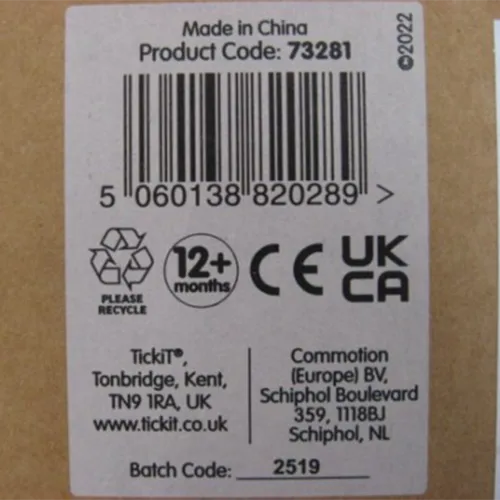 Made in China
Product Code: 73281
©2022
5 060138 820289 >
PLEASE
RECYCLE
12+
months
CE
UK
CA
TickiT®,
Tonbridge, Kent,
TN9 1RA, UK
www.tickit.co.uk
Commotion
(Europe) BV,
Schiphol Boulevard
359, 1118BJ
Schiphol, NL
Batch Code: 2519